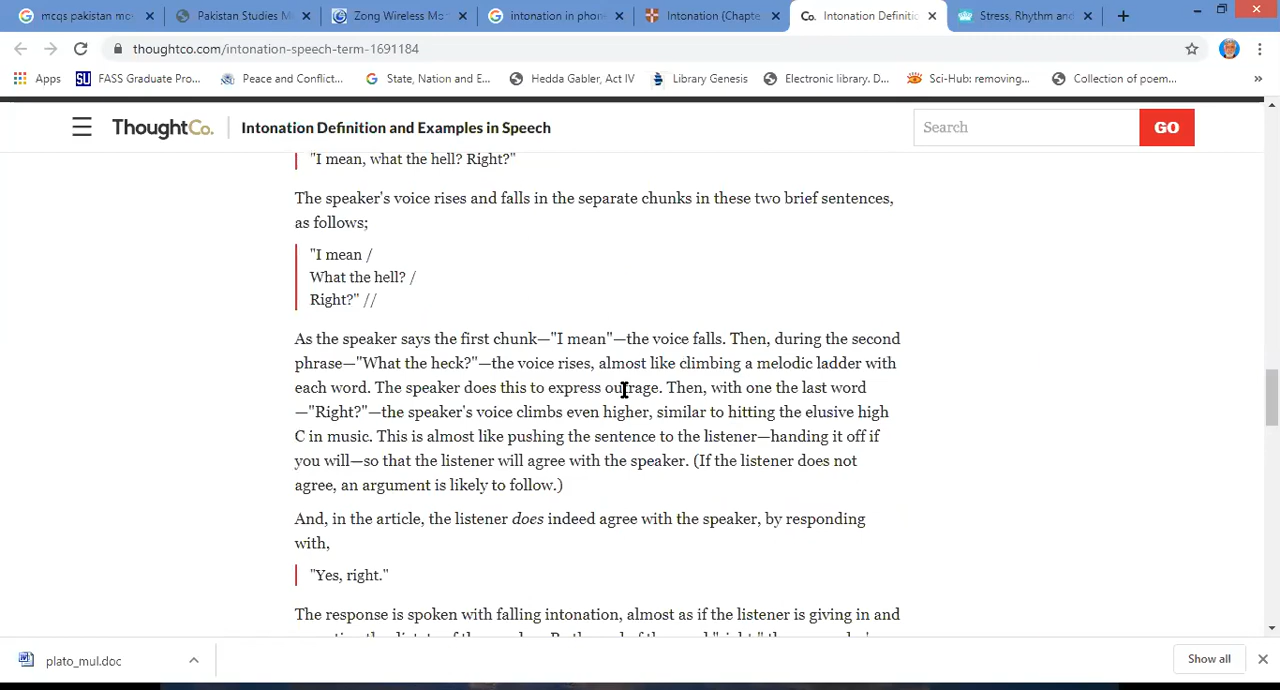 mcqs pakistan mc
Pakistan Studies M
Zong Wireless Mo
intonation in phon
Intonation (Chapte
Co. Intonation Definiti
Stress, Rhythm and
thoughtco.com/intonation-speech-term-1691184
Apps
SU FASS Graduate Pro...
Peace and Conflict...
State, Nation and E...
Hedda Gabler, Act IV
Library Genesis
Electronic library. D...
Sci-Hub: removing...
Collection of poem...
»
ThoughtCo.
Intonation Definition and Examples in Speech
Search
GO
"I mean, what the hell? Right?"
The speaker's voice rises and falls in the separate chunks in these two brief sentences,
as follows;
"I mean /
What the hell? /
Right?" //
As the speaker says the first chunk—"I mean"—the voice falls. Then, during the second
phrase—"What the heck?"—the voice rises, almost like climbing a melodic ladder with
each word. The speaker does this to express outrage. Then, with one the last word
—"Right?"—the speaker's voice climbs even higher, similar to hitting the elusive high
C in music. This is almost like pushing the sentence to the listener—handing it off if
you will—so that the listener will agree with the speaker. (If the listener does not
agree, an argument is likely to follow.)
And, in the article, the listener does indeed agree with the speaker, by responding
with,
"Yes, right."
The response is spoken with falling intonation, almost as if the listener is giving in and
plato_mul.doc
Show all